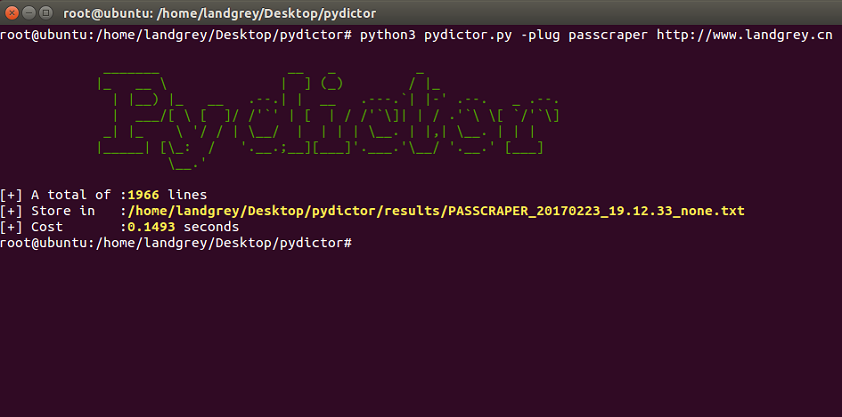 root@ubuntu: /home/landgrey/Desktop/pydictor
root@ubuntu:/home/landgrey/Desktop/pydictor# python3 pydictor.py -plug passcraper http://www.landgrey.cn
pydictor
[+] A total of :1966 lines
[+] Store in   :/home/landgrey/Desktop/pydictor/results/PASSCRAPER_20170223_19.12.33_none.txt
[+] Cost       :0.1493 seconds
root@ubuntu:/home/landgrey/Desktop/pydictor#